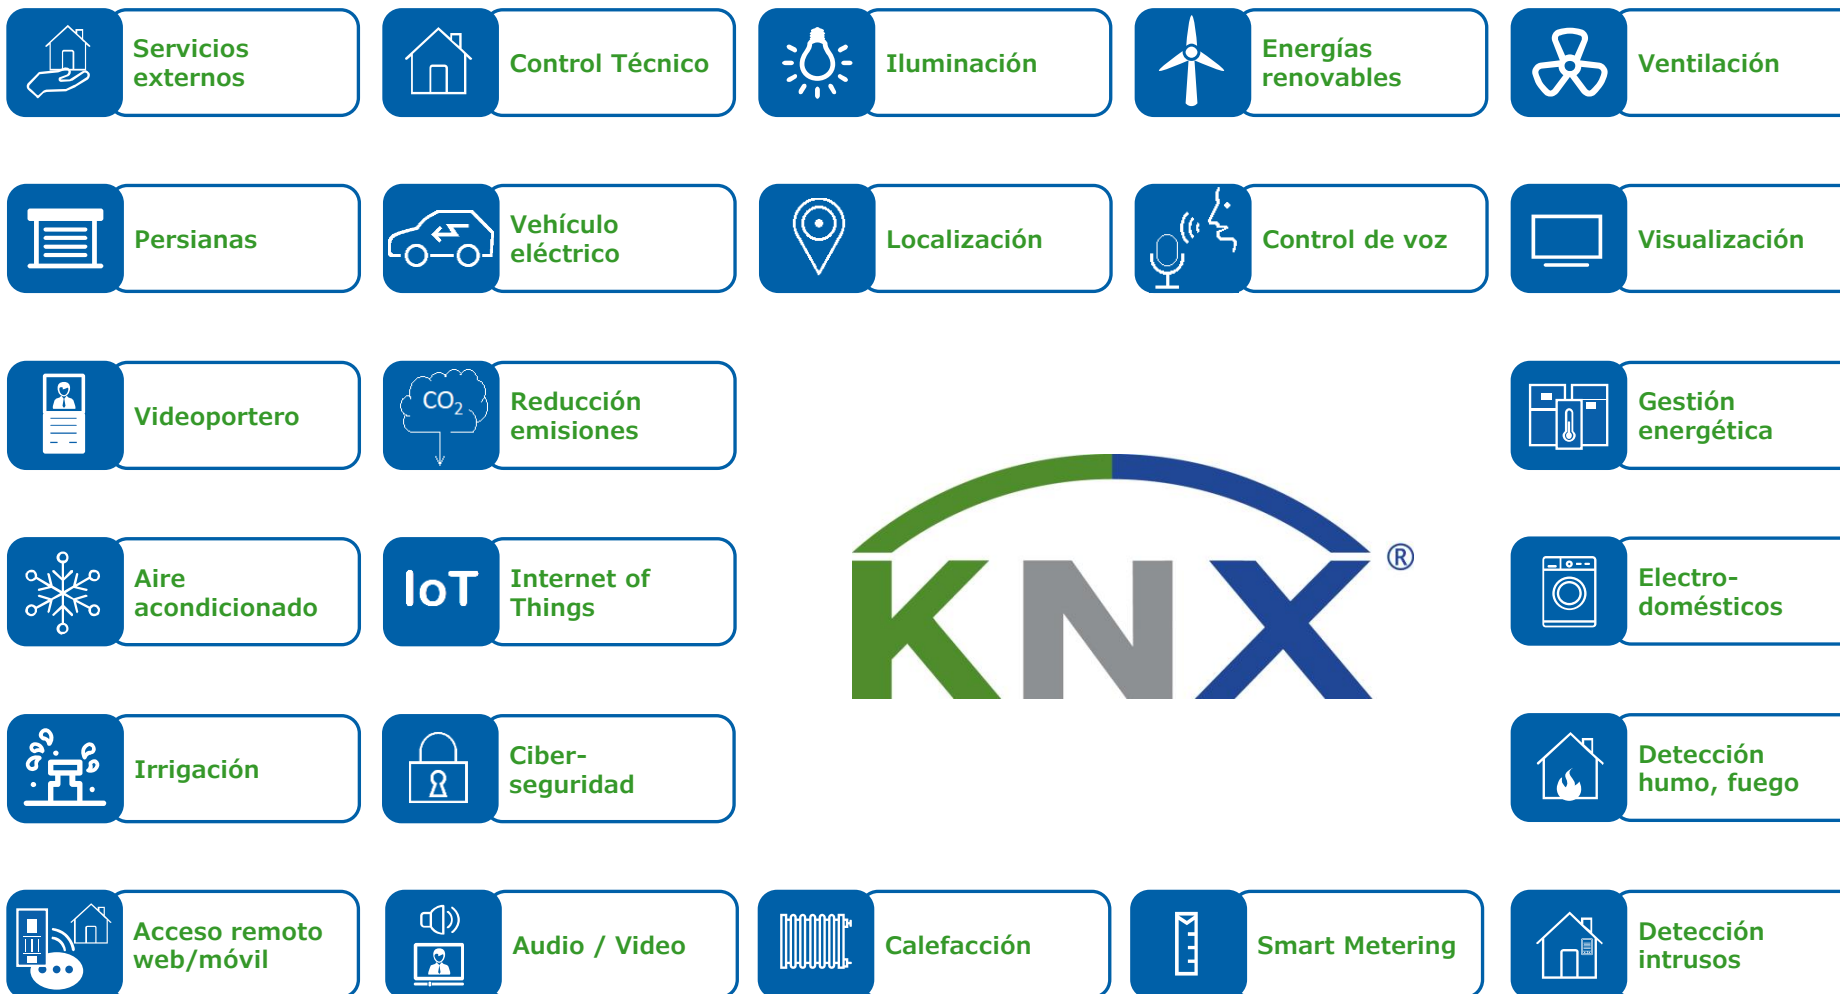 Servicios
externos
Control Técnico
Iluminación
Energías
renovables
Ventilación
Persianas
Vehículo
eléctrico
Localización
Control de voz
Visualización
Videoportero
CO₂
Reducción
emisiones
Gestión
energética
Aire
acondicionado
IoT
Internet of
Things
KNX®
Electro-
domésticos
Irrigación
Ciber-
seguridad
Detección
humo, fuego
Acceso remoto
web/móvil
Audio / Video
Calefacción
Smart Metering
Detección
intrusos